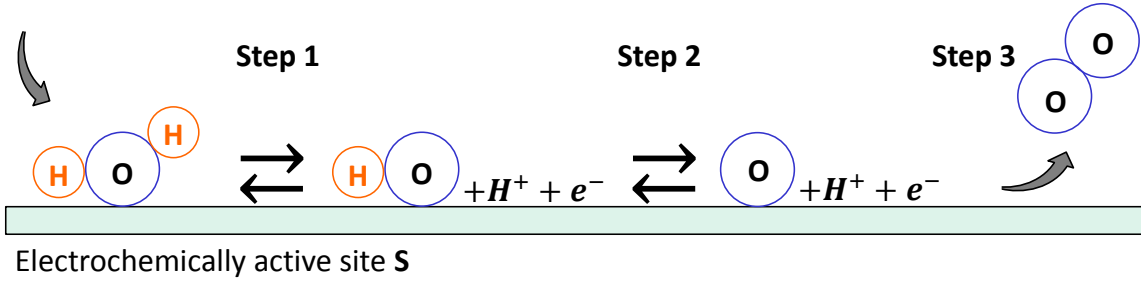 Step 1 Step 2 Step 3
O
O
H O H
H O +H⁺ + e⁻
O +H⁺ + e⁻
Electrochemically active site S